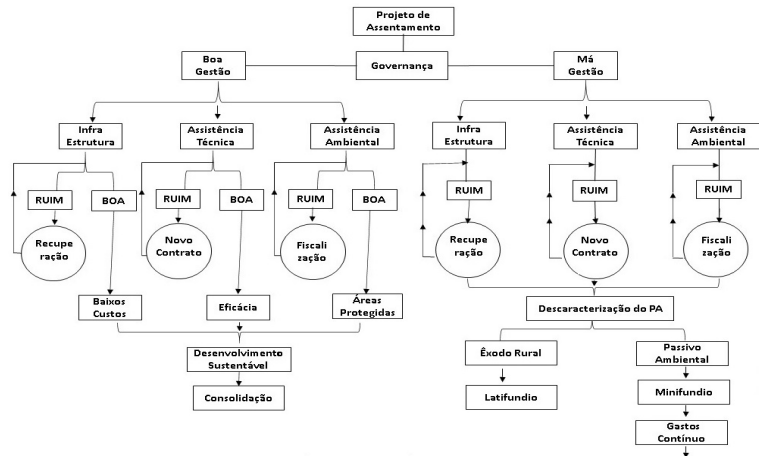 Projeto de
Assentamento
Boa
Gestão
Governança
Má
Gestão
Infra
Estrutura
Assistência
Técnica
Assistência
Ambiental
Infra
Estrutura
Assistência
Técnica
Assistência
Ambiental
RUIM
BOA
RUIM
BOA
RUIM
BOA
RUIM
RUIM
RUIM
Recupe
ração
Novo
Contrato
Fiscali
zação
Recupe
ração
Novo
Contrato
Fiscali
zação
Baixos
Custos
Eficácia
Áreas
Protegidas
Descaracterização do PA
Desenvolvimento
Sustentável
Êxodo Rural
Passivo
Ambiental
Consolidação
Latifundio
Minifundio
Gastos
Contínuo